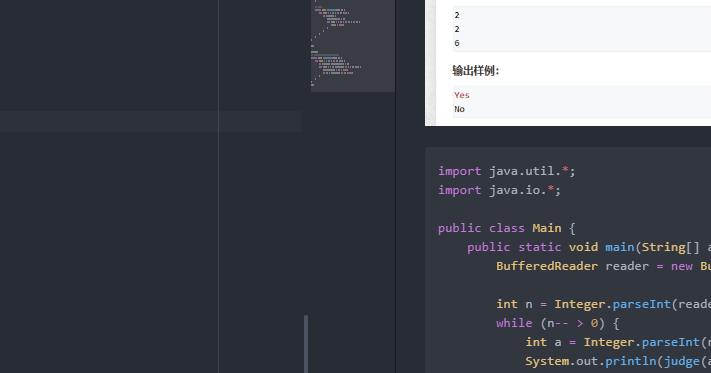 2
2
6
输出样例：
Yes
No
import java.util.*;
import java.io.*;
public class Main {
public static void main(String[] a
BufferedReader reader = new Bu
int n = Integer.parseInt(reade
while (n-- > 0) {
int a = Integer.parseInt(r
System.out.println(judge(a